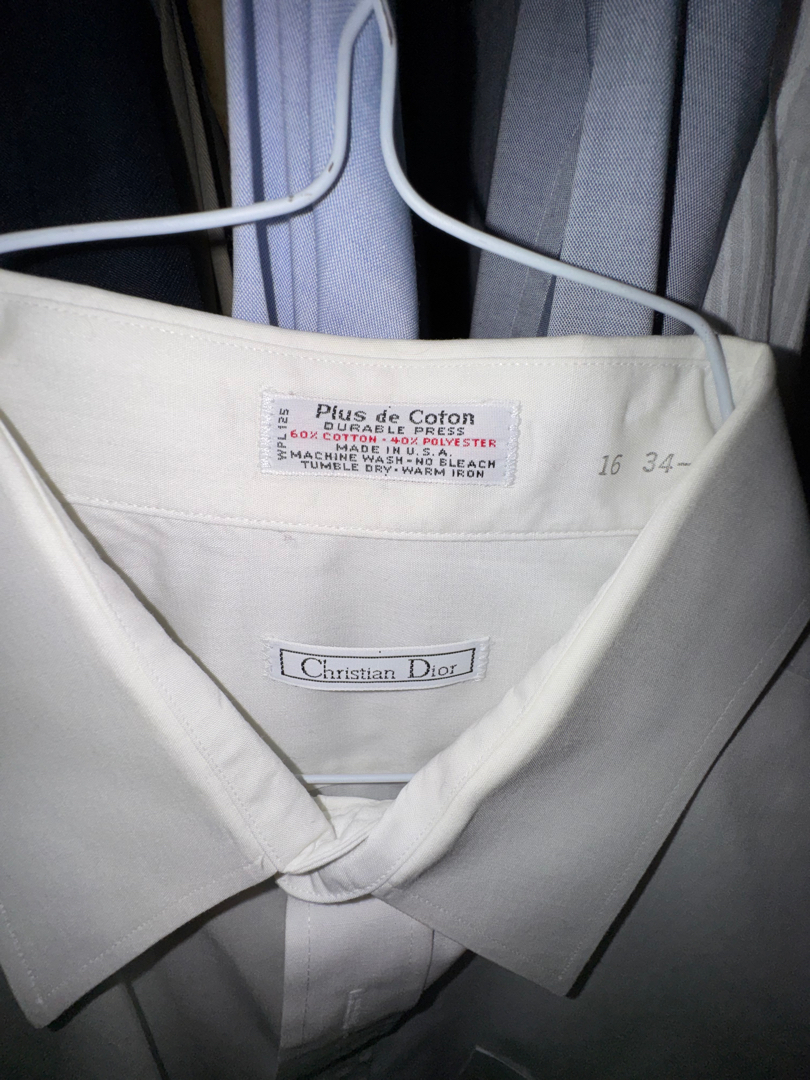 Plus de Coton
DURABLE PRESS
60% COTTON - 40% POLYESTER
MADE IN U.S.A.
MACHINE WASH - NO BLEACH
TUMBLE DRY - WARM IRON
WPL 125
16 34-
Christian Dior